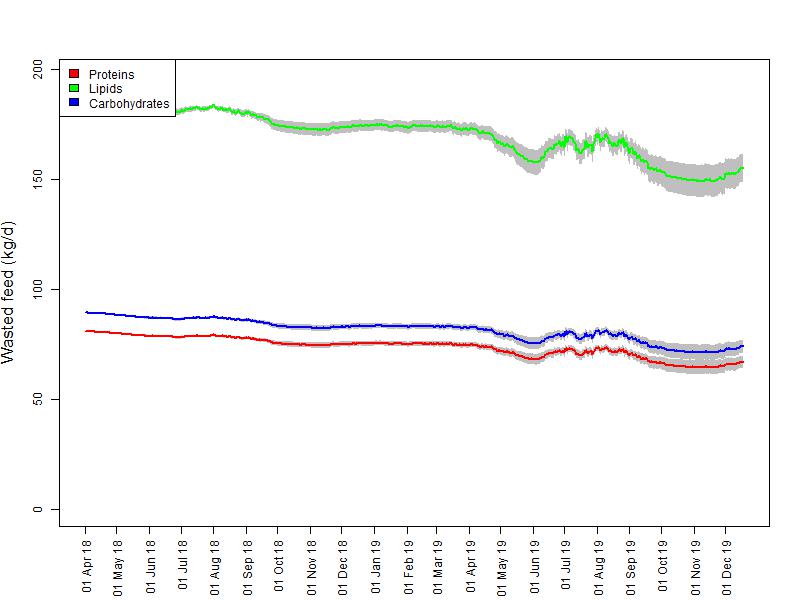 Proteins
Lipids
Carbohydrates
Wasted feed (kg/d)
200
150
100
50
0
01 Apr 18
01 May 18
01 Jun 18
01 Jul 18
01 Aug 18
01 Sep 18
01 Oct 18
01 Nov 18
01 Dec 18
01 Jan 19
01 Feb 19
01 Mar 19
01 Apr 19
01 May 19
01 Jun 19
01 Jul 19
01 Aug 19
01 Sep 19
01 Oct 19
01 Nov 19
01 Dec 19